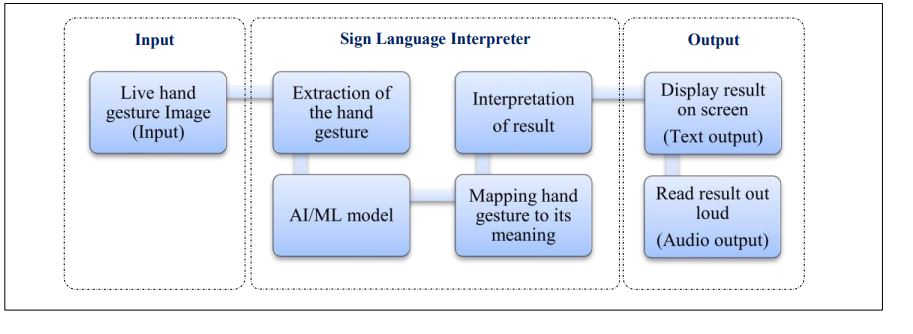 Input
Sign Language Interpreter
Output
Live hand
gesture Image
(Input)
Extraction of
the hand
gesture
AI/ML model
Mapping hand
gesture to its
meaning
Interpretation
of result
Display result
on screen
(Text output)
Read result out
loud
(Audio output)